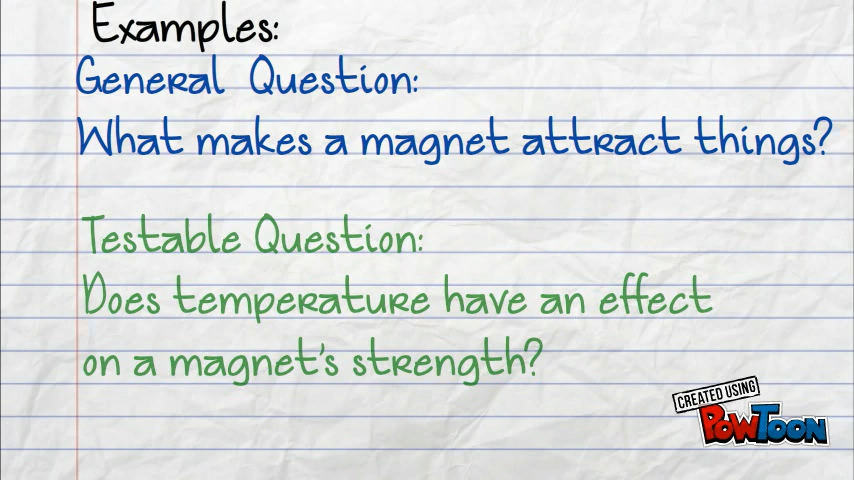 Examples:
General Question:
What makes a magnet attract things?
Testable Question:
Does temperature have an effect
on a magnet's strength?
CREATED USING
POWTOON